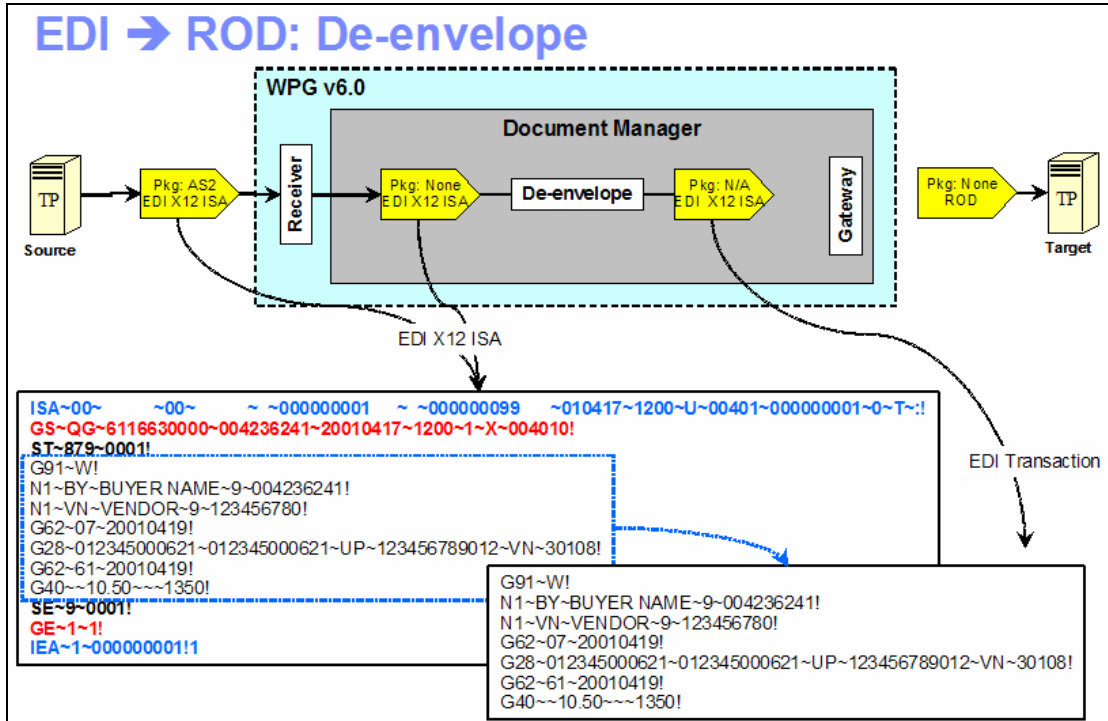 EDI ➔ ROD: De-envelope
WPG v6.0
Document Manager
TP
Source
Pkg: AS2
EDI X12 ISA
Receiver
Pkg: None
EDI X12 ISA
De-envelope
Pkg: N/A
EDI X12 ISA
Gateway
Pkg: None
ROD
TP
Target
EDI X12 ISA
EDI Transaction
ISA~00~ ~00~ ~ ~000000001 ~ ~000000099 ~010417~1200~U~00401~000000001~0~T~:!
GS~QG~6116630000~004236241~20010417~1200~1~X~004010!
ST~879~0001!
G91~W!
N1~BY~BUYER NAME~9~004236241!
N1~VN~VENDOR~9~123456780!
G62~07~20010419!
G28~012345000621~012345000621~UP~123456789012~VN~30108!
G62~61~20010419!
G40~~10.50~~~1350!
SE~9~0001!
GE~1~1!
IEA~1~000000001!1
G91~W!
N1~BY~BUYER NAME~9~004236241!
N1~VN~VENDOR~9~123456780!
G62~07~20010419!
G28~012345000621~012345000621~UP~123456789012~VN~30108!
G62~61~20010419!
G40~~10.50~~~1350!